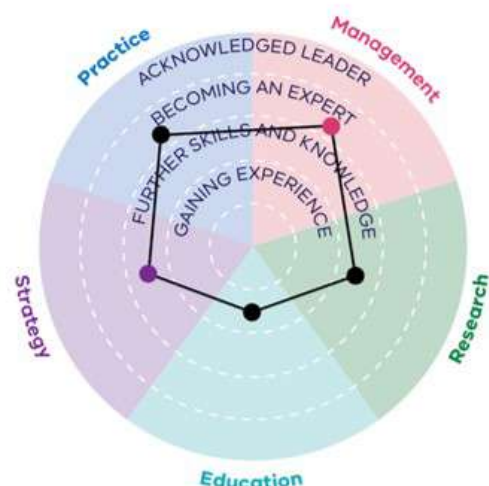 Practice
Management
ACKNOWLEDGED LEADER
BECOMING AN EXPERT
FURTHER SKILLS AND KNOWLEDGE
GAINING EXPERIENCE
Strategy
Research
Education